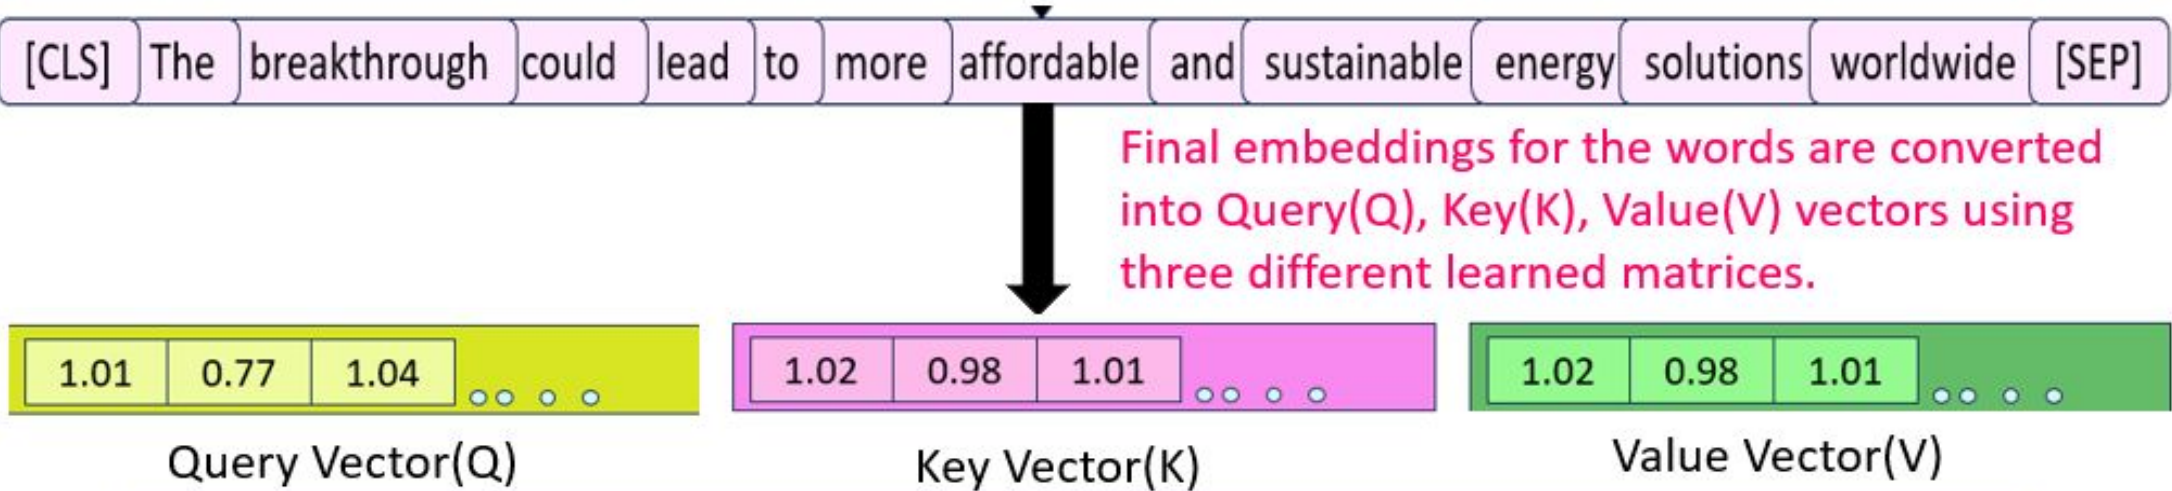 [CLS] The breakthrough could lead to more affordable and sustainable energy solutions worldwide [SEP]
Final embeddings for the words are converted
into Query(Q), Key(K), Value(V) vectors using
three different learned matrices.
1.01 0.77 1.04
1.02 0.98 1.01
1.02 0.98 1.01
Query Vector(Q)
Key Vector(K)
Value Vector(V)